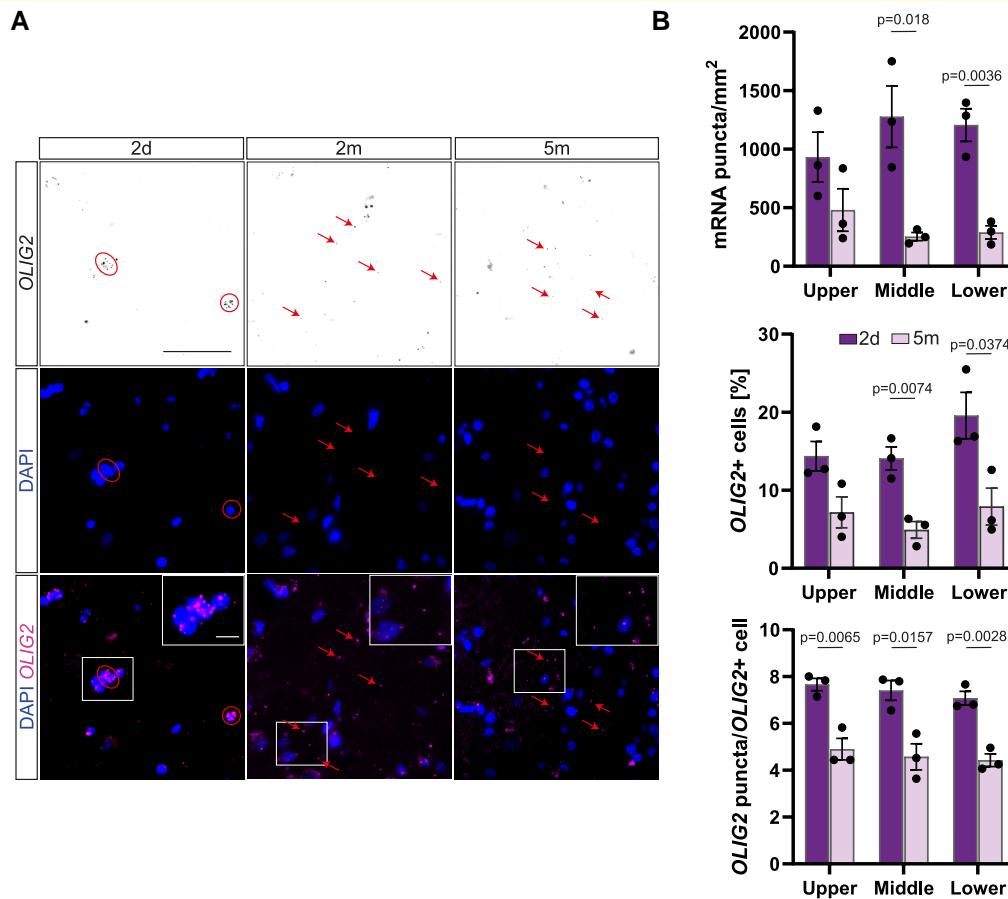 A
2d 2m 5m
OLIG2
DAPI
DAPI OLIG2
B
mRNA puncta/mm²
2000
1500
1000
500
0
p=0.018
p=0.0036
Upper Middle Lower
OLIG2+ cells [%]
30
20
10
0
2d 5m
p=0.0074
p=0.0374
Upper Middle Lower
OLIG2 puncta/OLIG2+ cell
10
8
6
4
2
0
p=0.0065 p=0.0157 p=0.0028
Upper Middle Lower